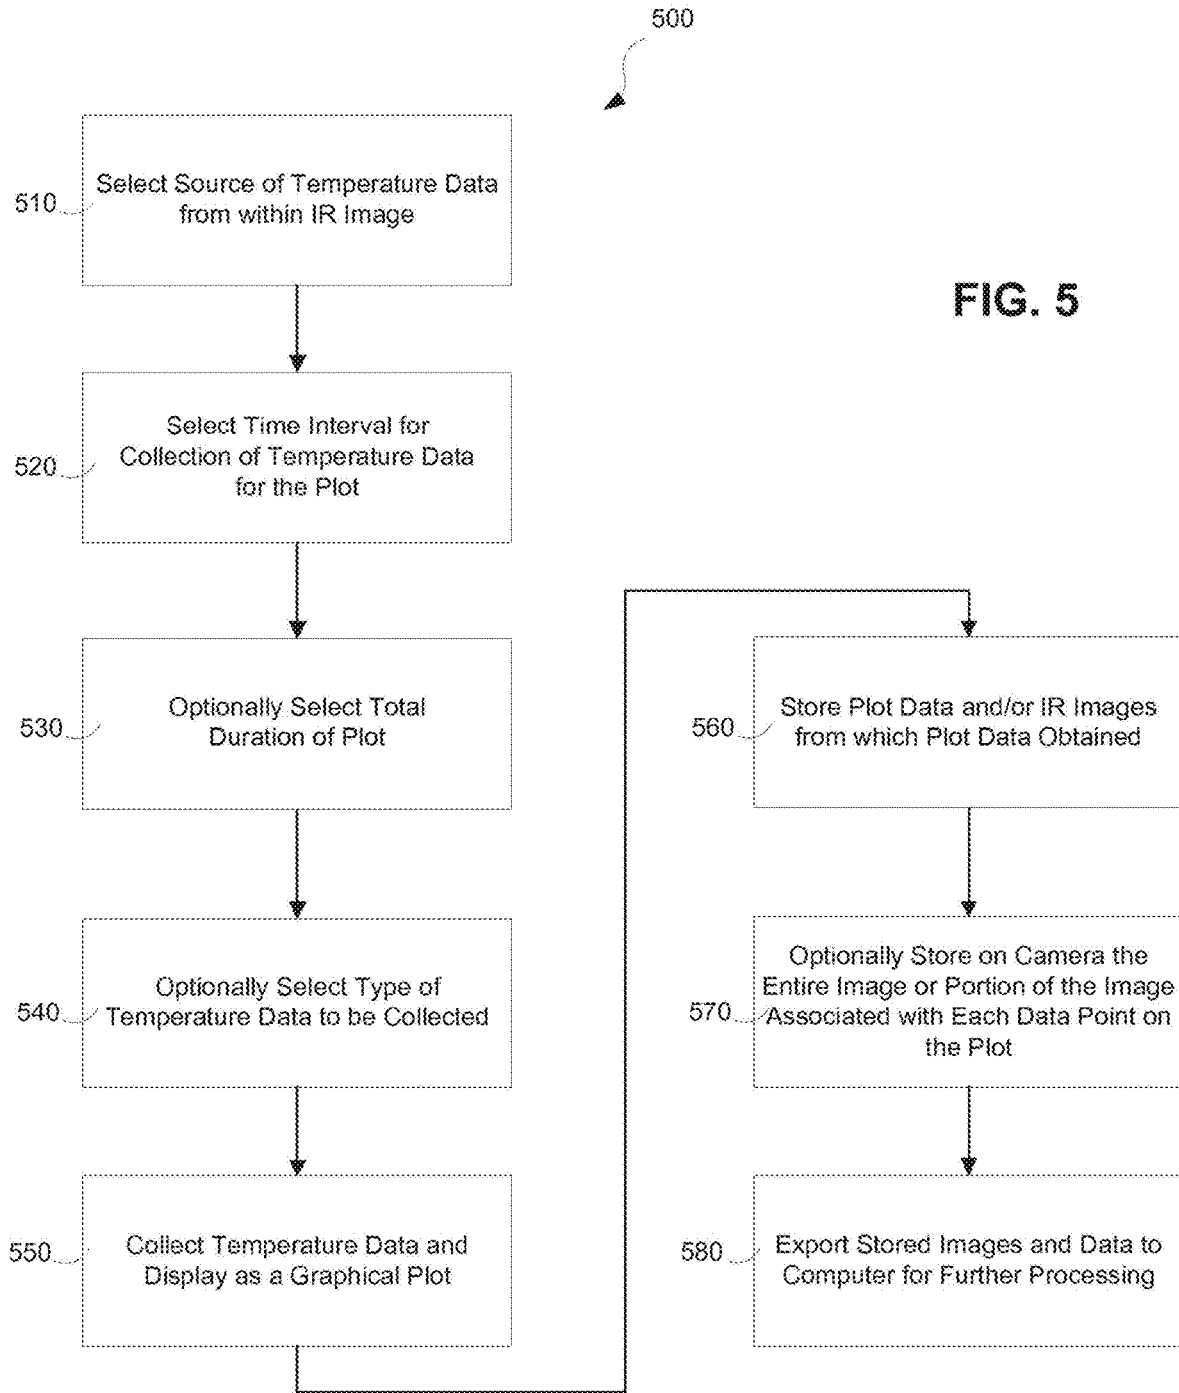 500
510
Select Source of Temperature Data
from within IR Image
FIG. 5
520
Select Time Interval for
Collection of Temperature Data
for the Plot
530
Optionally Select Total
Duration of Plot
540
Optionally Select Type of
Temperature Data to be Collected
550
Collect Temperature Data and
Display as a Graphical Plot
560
Store Plot Data and/or IR Images
from which Plot Data Obtained
570
Optionally Store on Camera the
Entire Image or Portion of the Image
Associated with Each Data Point on
the Plot
580
Export Stored Images and Data to
Computer for Further Processing